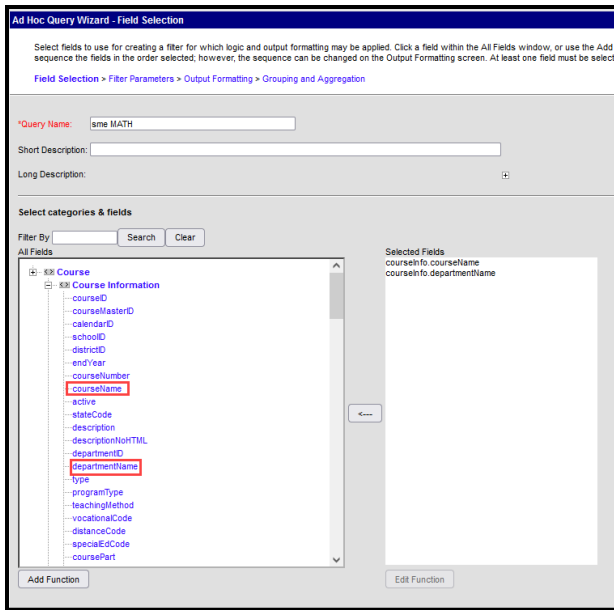 Ad Hoc Query Wizard - Field Selection
Select fields to use for creating a filter for which logic and output formatting may be applied. Click a field within the All Fields window, or use the Add
sequence the fields in the order selected; however, the sequence can be changed on the Output Formatting screen. At least one field must be select
Field Selection > Filter Parameters > Output Formatting > Grouping and Aggregation
*Query Name: sme MATH
Short Description:
Long Description:
Select categories & fields
Filter By Search Clear
All Fields Selected Fields
Course
Course Information
courseID
courseMasterID
calendarID
schoolID
districtID
endYear
courseNumber
courseName
active
stateCode
description
descriptionNoHTML
departmentID
departmentName
type
programType
teachingMethod
vocationalCode
distanceCode
specialEdCode
coursePart
<---
courseInfo.courseName
courseInfo.departmentName
Add Function Edit Function